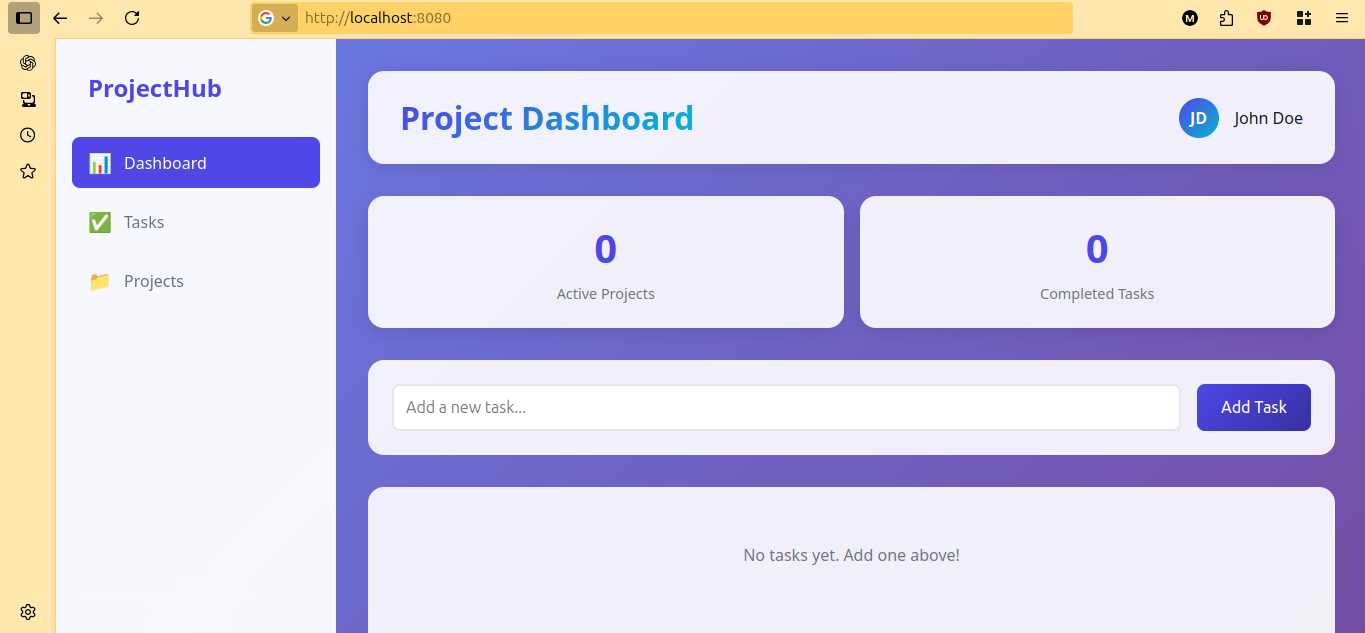 http://localhost:8080
ProjectHub
Dashboard
Tasks
Projects
Project Dashboard
JD
John Doe
0
Active Projects
0
Completed Tasks
Add a new task...
Add Task
No tasks yet. Add one above!